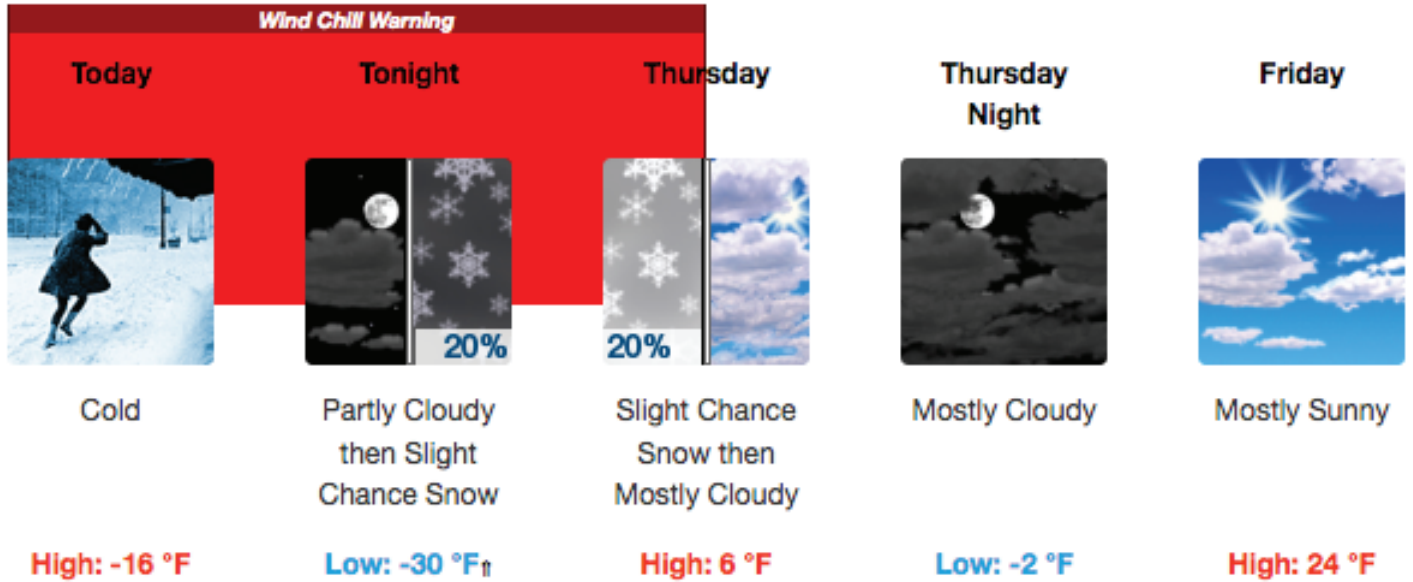 Wind Chill Warning
Today
Tonight
Thursday
Thursday
Night
Friday
20%
20%
Cold
Partly Cloudy
then Slight
Chance Snow
Slight Chance
Snow then
Mostly Cloudy
Mostly Cloudy
Mostly Sunny
High: -16 °F
Low: -30 °F⇑
High: 6 °F
Low: -2 °F
High: 24 °F